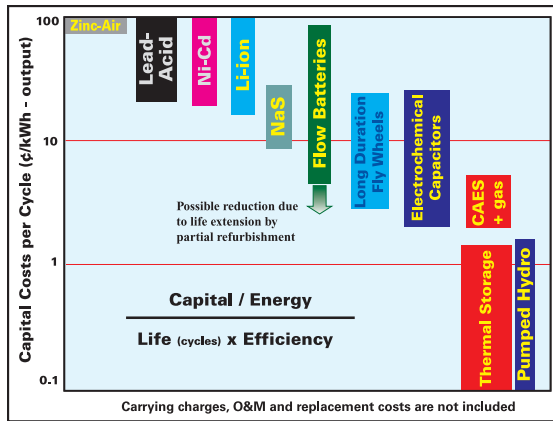 Capital Costs per Cycle (¢/kWh - output)
100
10
1
0.1
Zinc-Air
Lead-
Acid
Ni-Cd
Li-ion
NaS
Flow Batteries
Long Duration
Fly Wheels
Electrochemical
Capacitors
CAES
+ gas
Thermal Storage
Pumped Hydro
Possible reduction due
to life extension by
partial refurbishment
Capital / Energy
Life (cycles) x Efficiency
Carrying charges, O&M and replacement costs are not included